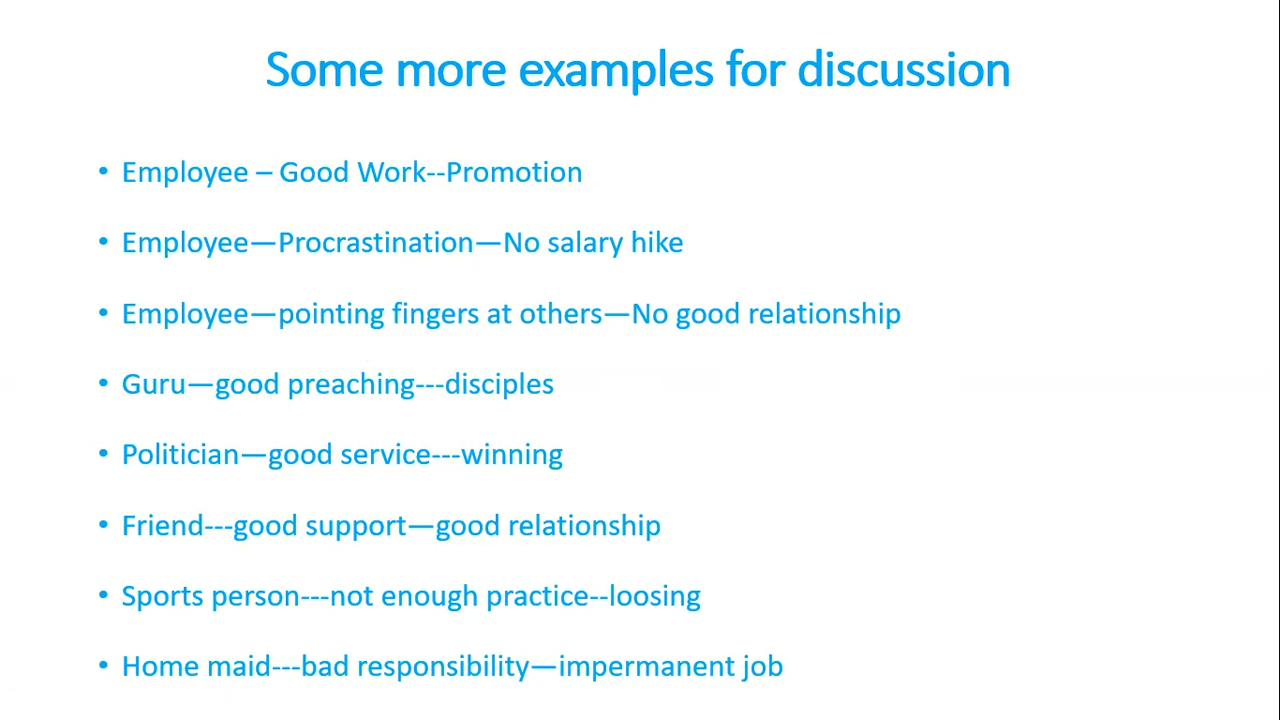 Some more examples for discussion
• Employee – Good Work--Promotion
• Employee—Procrastination—No salary hike
• Employee—pointing fingers at others—No good relationship
• Guru—good preaching---disciples
• Politician—good service---winning
• Friend---good support—good relationship
• Sports person---not enough practice--loosing
• Home maid---bad responsibility—impermanent job